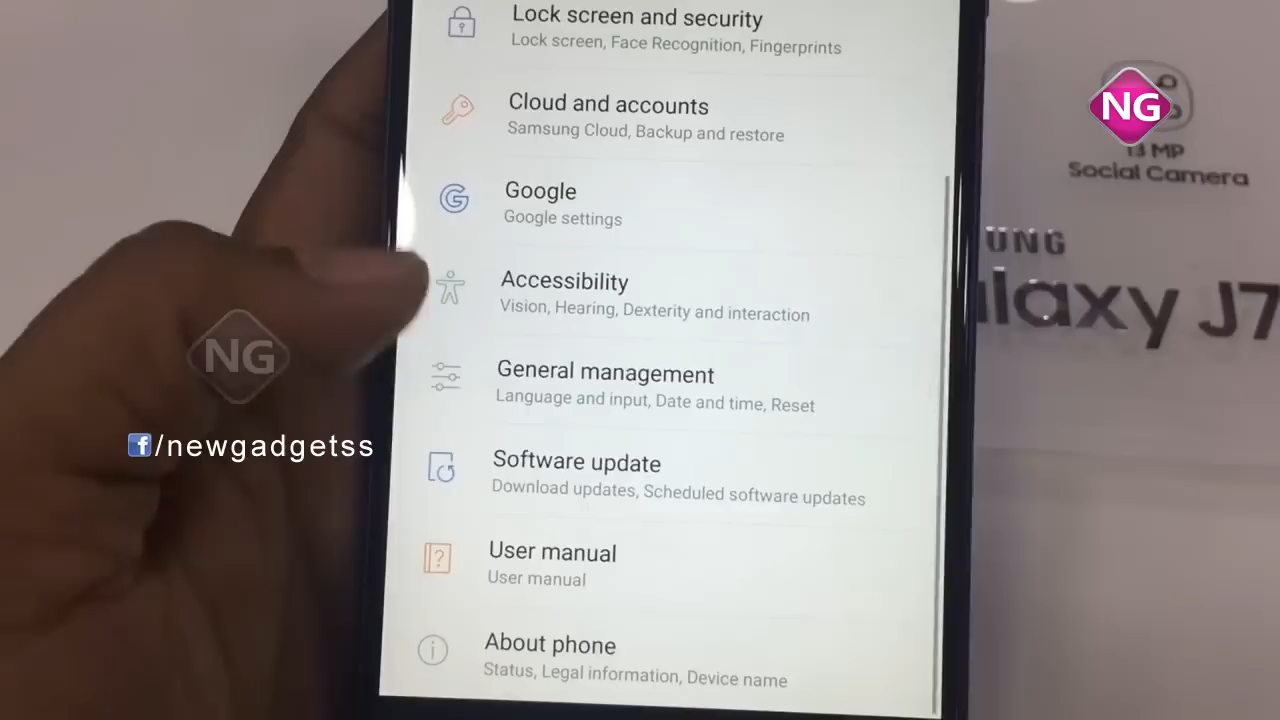 Lock screen and security
Lock screen, Face Recognition, Fingerprints
Cloud and accounts
Samsung Cloud, Backup and restore
Google
Google settings
Accessibility
Vision, Hearing, Dexterity and interaction
General management
Language and input, Date and time, Reset
Software update
Download updates, Scheduled software updates
User manual
User manual
About phone
Status, Legal information, Device name
NG
13 MP
Social Camera
UNG
alaxy J7
NG
f/newgadgetss